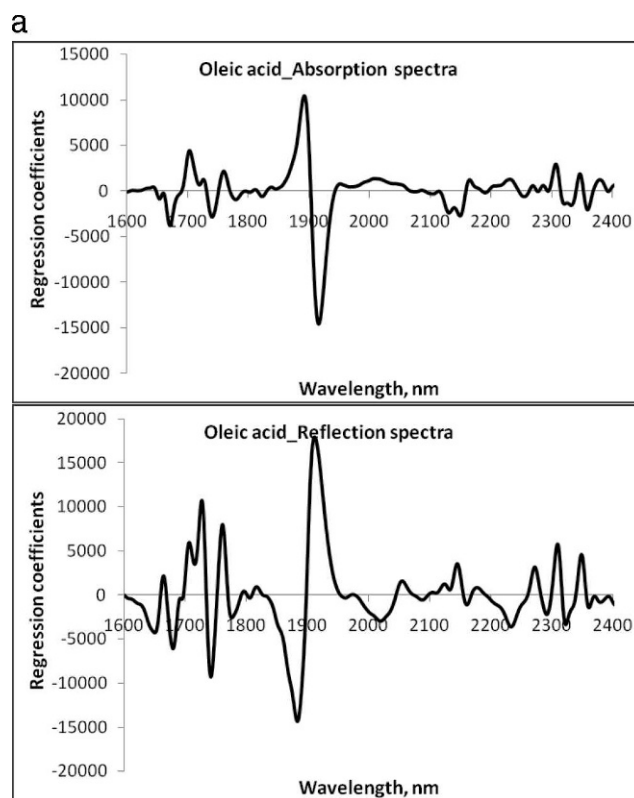 a
Oleic acid_Absorption spectra
15000
10000
5000
0
-5000
-10000
-15000
-20000
1600 1700 1800 1900 2000 2100 2200 2300 2400
Regression coefficients
Wavelength, nm
Oleic acid_Reflection spectra
20000
15000
10000
5000
0
-5000
-10000
-15000
-20000
1600 1700 1800 1900 2000 2100 2200 2300 2400
Regression coefficients
Wavelength, nm